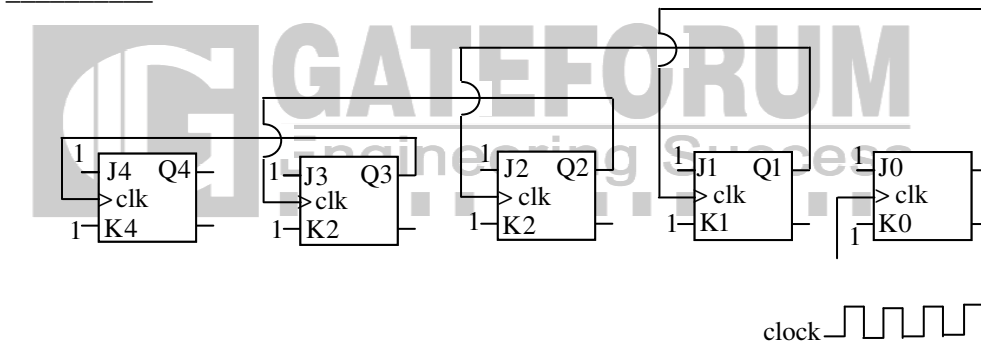 GATEFORUM
Engineering Success
1 J4 Q4
clk
1 K4
1 J3 Q3
clk
1 K2
1 J2 Q2
clk
1 K2
1 J1 Q1
clk
1 K1
1 J0
clk
1 K0
clock